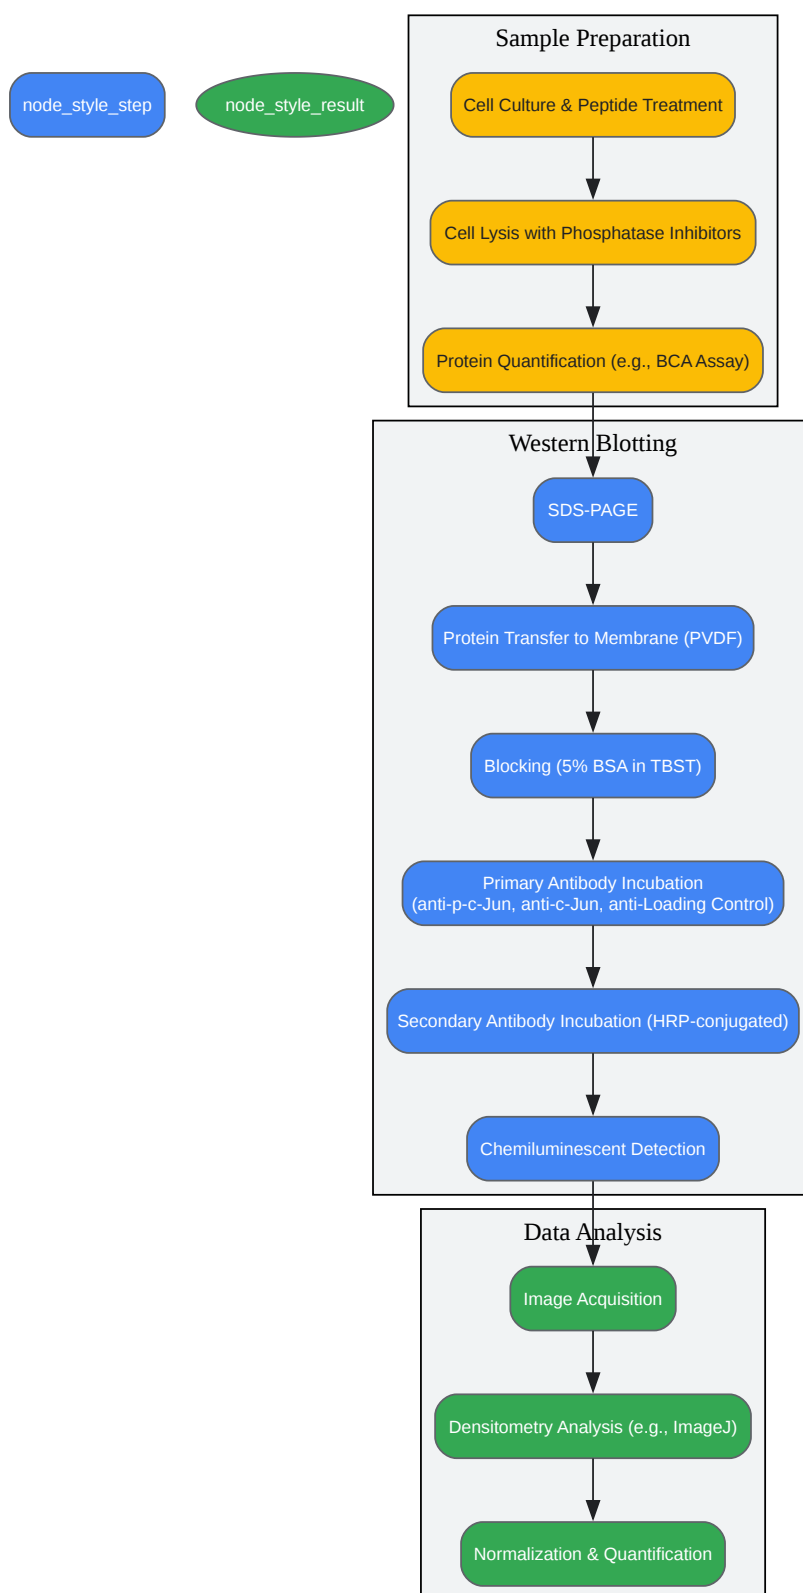 Sample Preparation
node_style_step
node_style_result
Cell Culture & Peptide Treatment
Cell Lysis with Phosphatase Inhibitors
Protein Quantification (e.g., BCA Assay)
Western Blotting
SDS-PAGE
Protein Transfer to Membrane (PVDF)
Blocking (5% BSA in TBST)
Primary Antibody Incubation
(anti-p-c-Jun, anti-c-Jun, anti-Loading Control)
Secondary Antibody Incubation (HRP-conjugated)
Chemiluminescent Detection
Data Analysis
Image Acquisition
Densitometry Analysis (e.g., ImageJ)
Normalization & Quantification